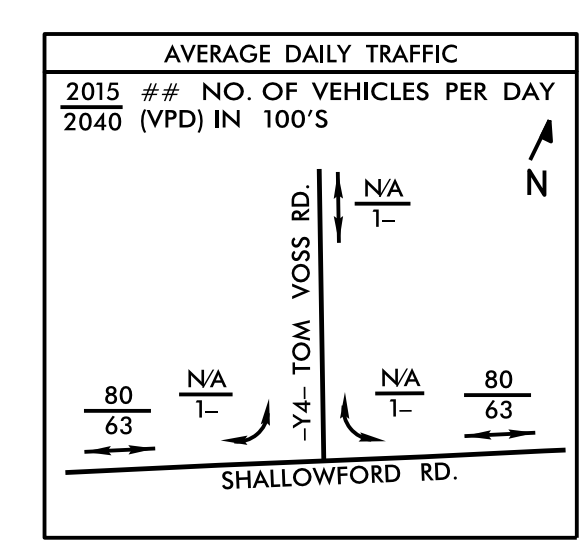 AVERAGE DAILY TRAFFIC
2015 ## NO. OF VEHICLES PER DAY
2040 (VPD) IN 100'S
N
N/A
1-
-Y4- TOM VOSS RD.
80
63
N/A
1-
N/A
1-
80
63
SHALLOWFORD RD.